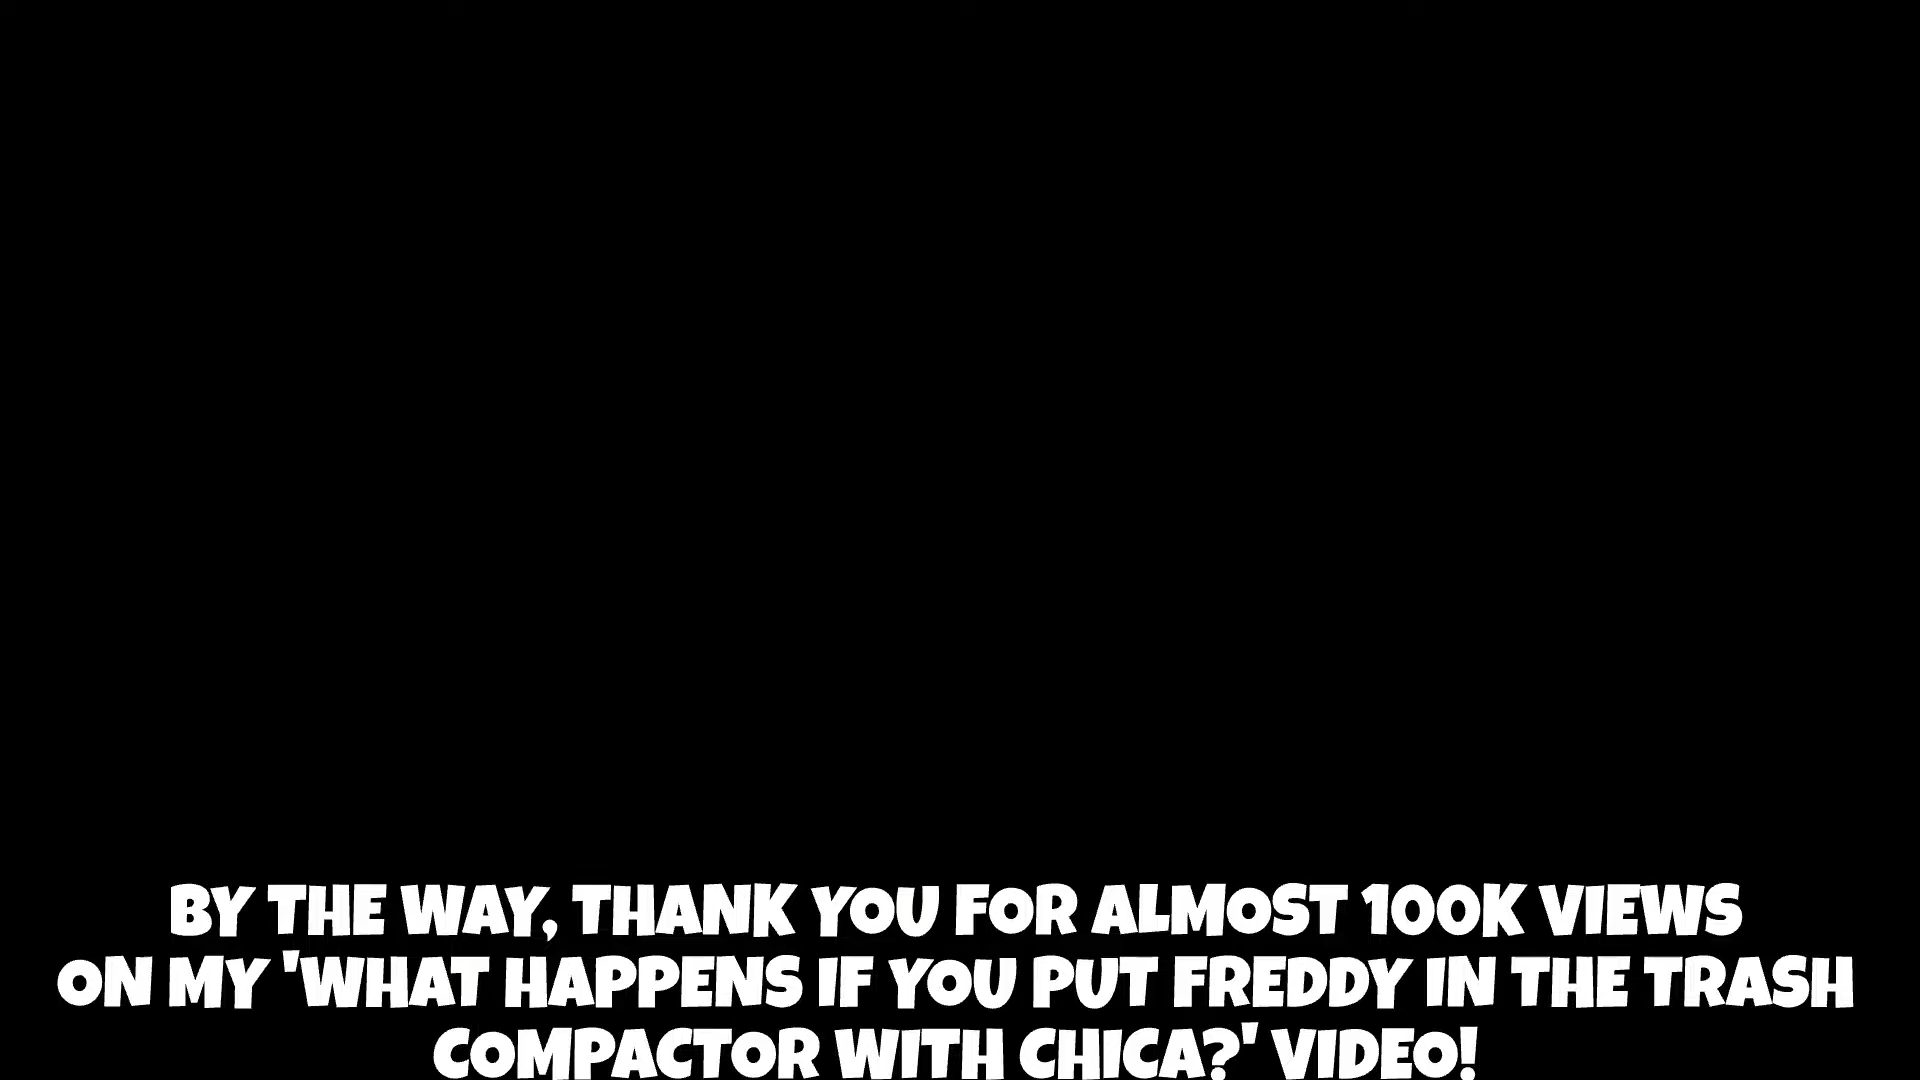 BY THE WAY, THANK YOU FOR ALMOST 100K VIEWS
ON MY 'WHAT HAPPENS IF YOU PUT FREDDY IN THE TRASH
COMPACTOR WITH CHICA?' VIDEO!